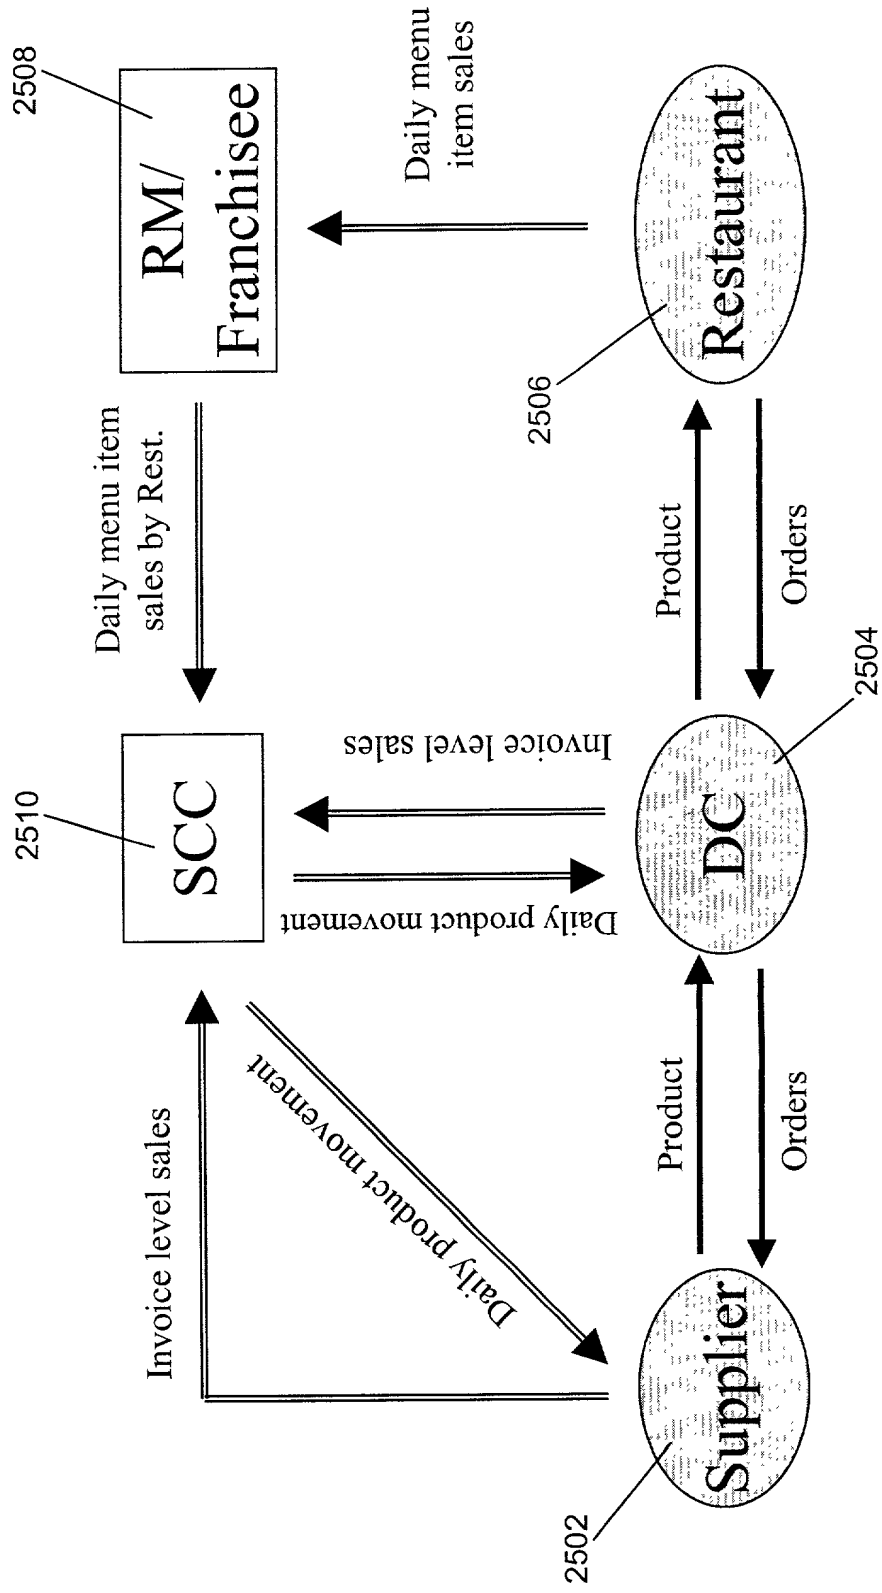 2510
2508
SCC
RM/
Franchisee
Invoice level sales
Daily menu item
sales by Rest.
Daily product movement
Daily product movement
Invoice level sales
Daily menu
item sales
2502
2506
Supplier
Product
Orders
DC
Product
Orders
Restaurant
2504